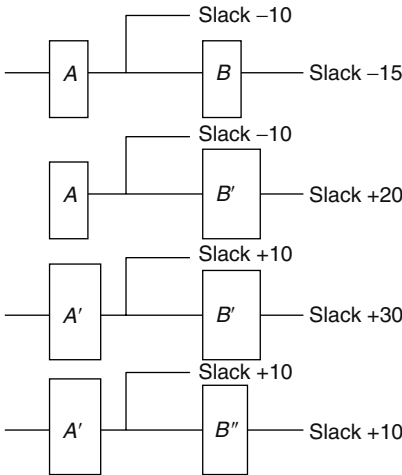 Slack –10
A B Slack –15
Slack –10
A B′ Slack +20
Slack +10
A′ B′ Slack +30
Slack +10
A′ B″ Slack +10